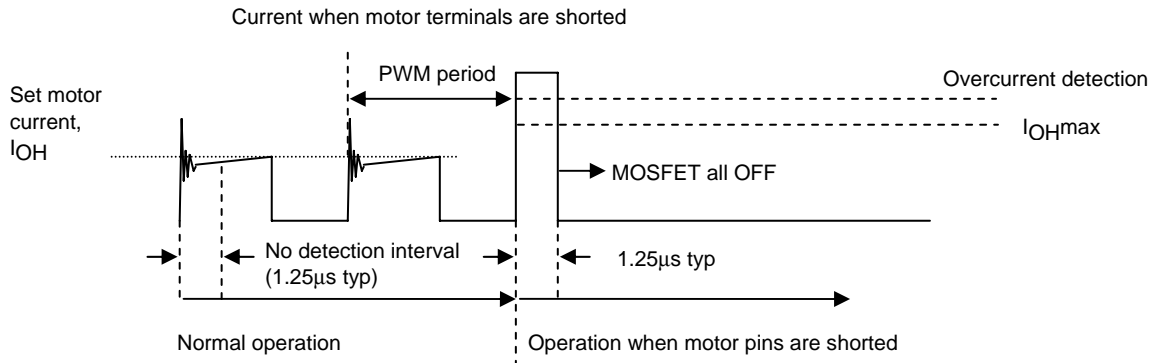 Current when motor terminals are shorted
PWM period
Overcurrent detection
Set motor
current,
IOH
IOHmax
MOSFET all OFF
No detection interval
(1.25μs typ)
1.25μs typ
Normal operation
Operation when motor pins are shorted